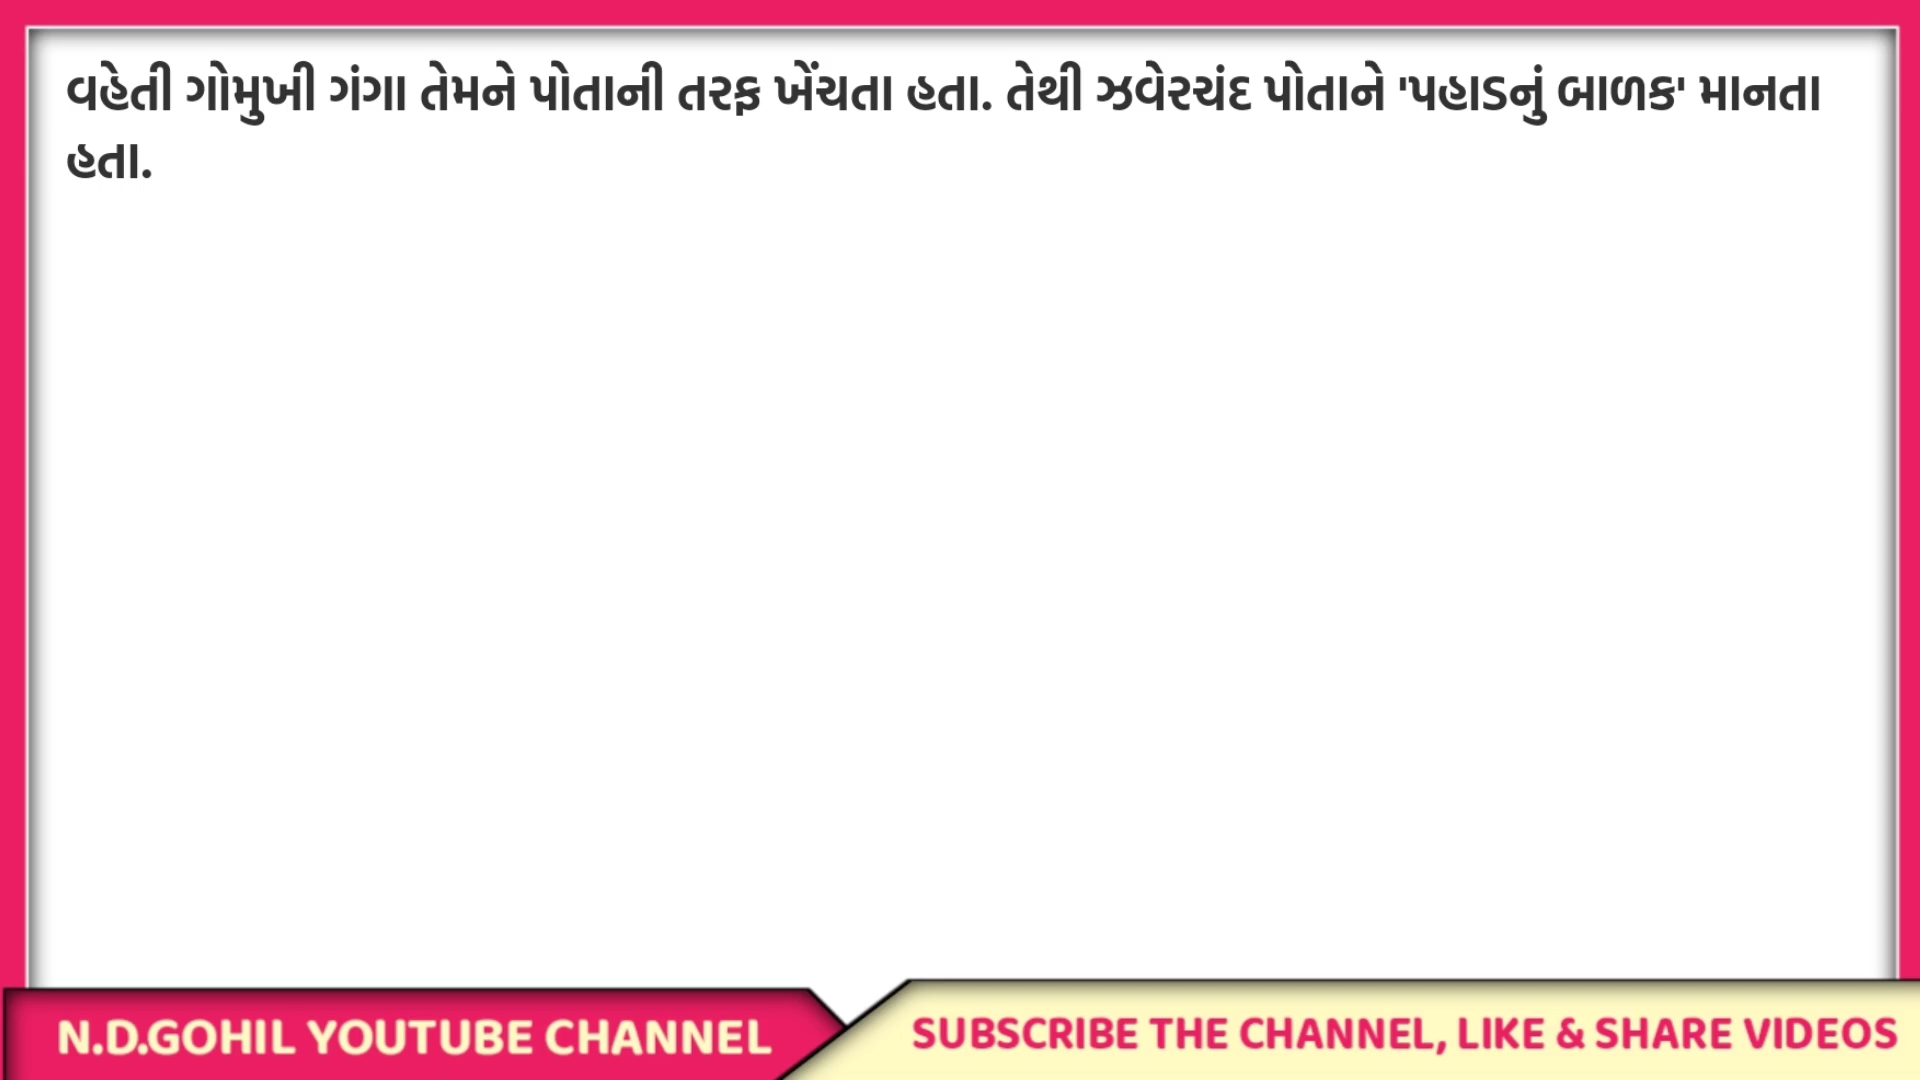 વહેતી ગોમુખી ગંગા તેમને પોતાની તરફ ખેંચતા હતા. તેથી ઝવેરચંદ પોતાને 'પહાડનું બાળક' માનતા
હતા.
N.D.GOHIL YOUTUBE CHANNEL
SUBSCRIBE THE CHANNEL, LIKE & SHARE VIDEOS